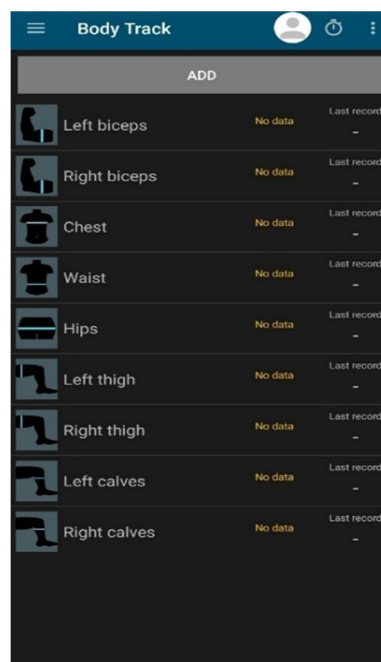 Body Track
ADD
Left biceps No data Last record
-
Right biceps No data Last record
-
Chest No data Last record
-
Waist No data Last record
-
Hips No data Last record
-
Left thigh No data Last record
-
Right thigh No data Last record
-
Left calves No data Last record
-
Right calves No data Last record
-